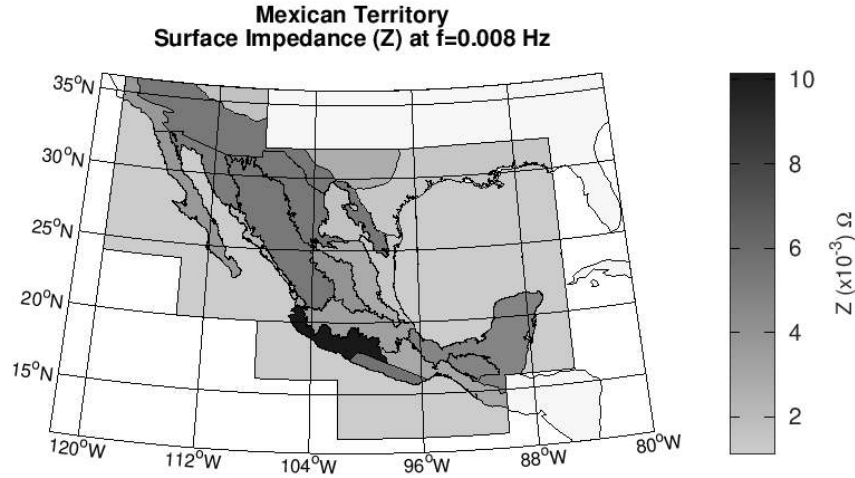 Mexican Territory
Surface Impedance (Z) at f=0.008 Hz
35°N
30°N
25°N
20°N
15°N
120°W
112°W
104°W
96°W
88°W
80°W
10
8
6
4
2
Z (x10⁻³) Ω